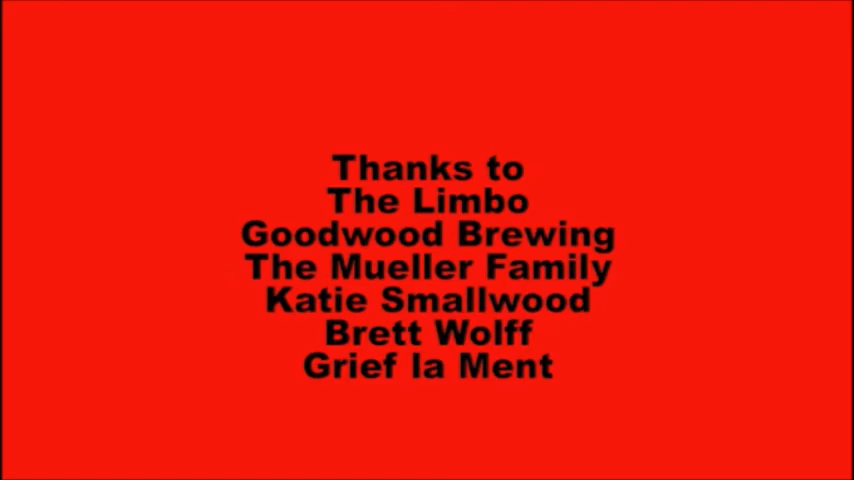 Thanks to
The Limbo
Goodwood Brewing
The Mueller Family
Katie Smallwood
Brett Wolff
Grief la Ment